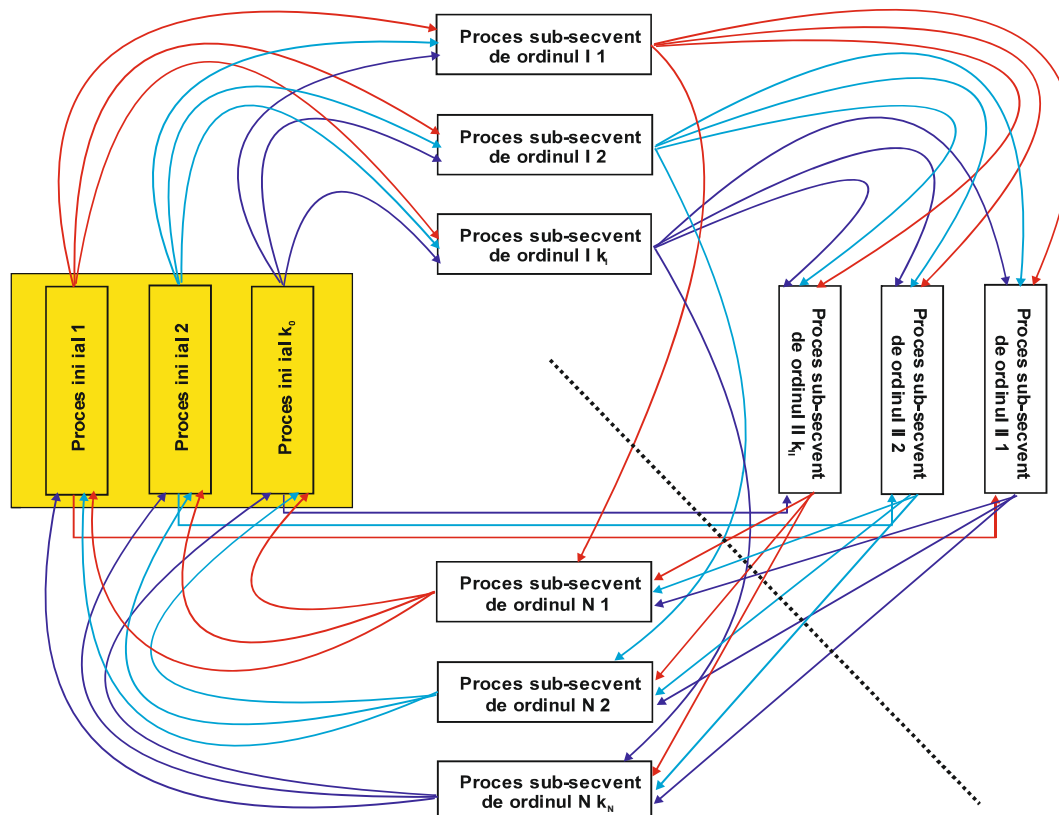 Proces sub-secvent
de ordinul I 1
Proces sub-secvent
de ordinul I 2
Proces sub-secvent
de ordinul I kI
Proces ini ial 1
Proces ini ial 2
Proces ini ial k0
Proces sub-secvent
de ordinul II kII
Proces sub-secvent
de ordinul II 2
Proces sub-secvent
de ordinul II 1
Proces sub-secvent
de ordinul N 1
Proces sub-secvent
de ordinul N 2
Proces sub-secvent
de ordinul N kN